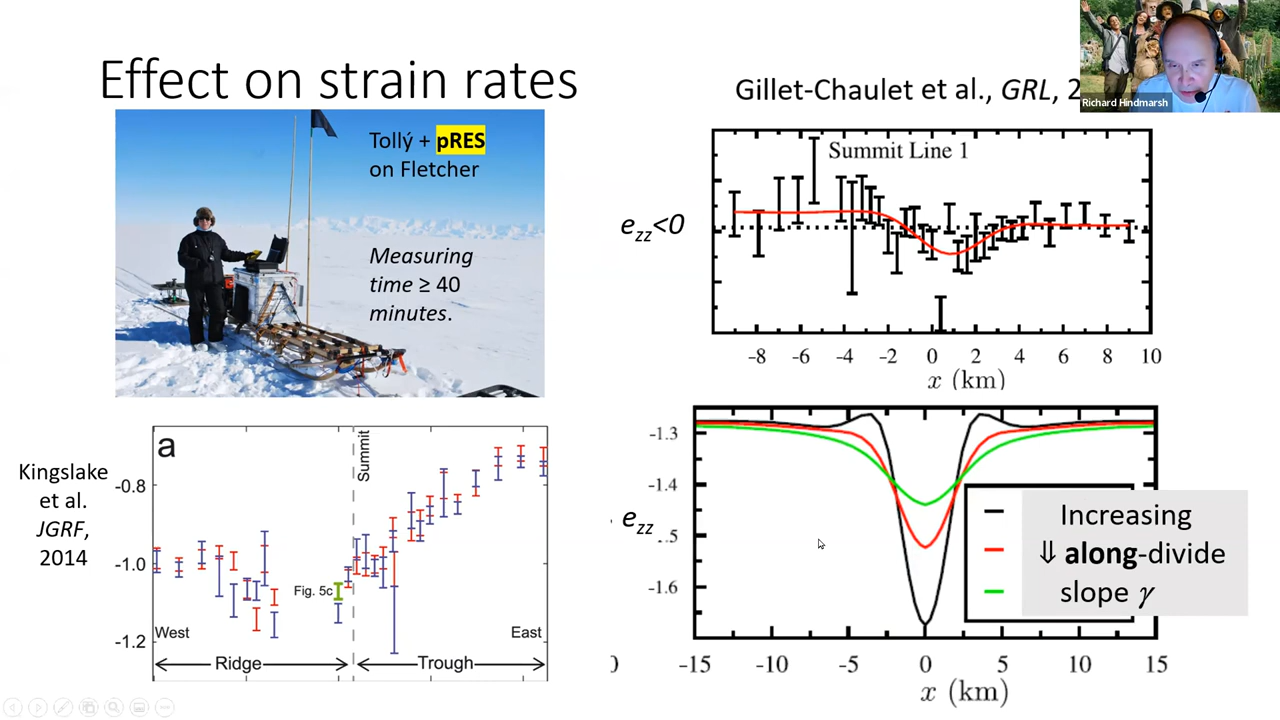 Effect on strain rates
Tollý + pRES
on Fletcher
Measuring
time ≥ 40
minutes.
Gillet-Chaulet et al., GRL, 2
Richard Hindmarsh
Summit Line 1
e_zz<0
-8 -6 -4 -2 0 2 4 6 8 10
x (km)
Kingslake
et al.
JGRF,
2014
a
Summit
-0.8
-1.0
-1.2
Fig. 5c
West
East
Ridge
Trough
e_zz
-1.3
-1.4
.5
-1.6
Increasing
⇓ along-divide
slope γ
0
-15 -10 -5 0 5 10 15
x (km)